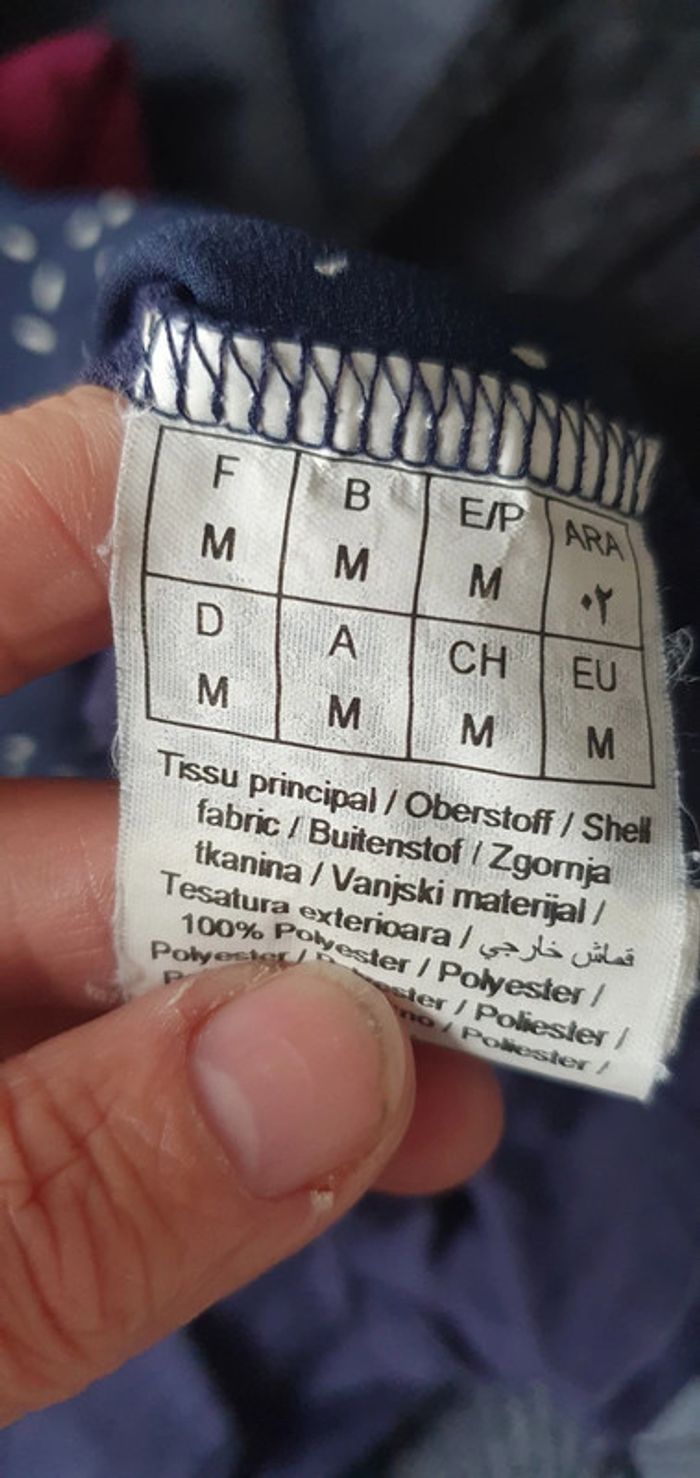 F B E/P ARA
M M M ٠٢
D A CH EU
M M M M
Tissu principal / Oberstoff / Shell
fabric / Buitenstof / Zgornja
tkanina / Vanjski materijal /
Tesatura exterioara / قماش خارجي
100% Polyester / Polyester /
Polyester / Poliester /
/ Poliester /